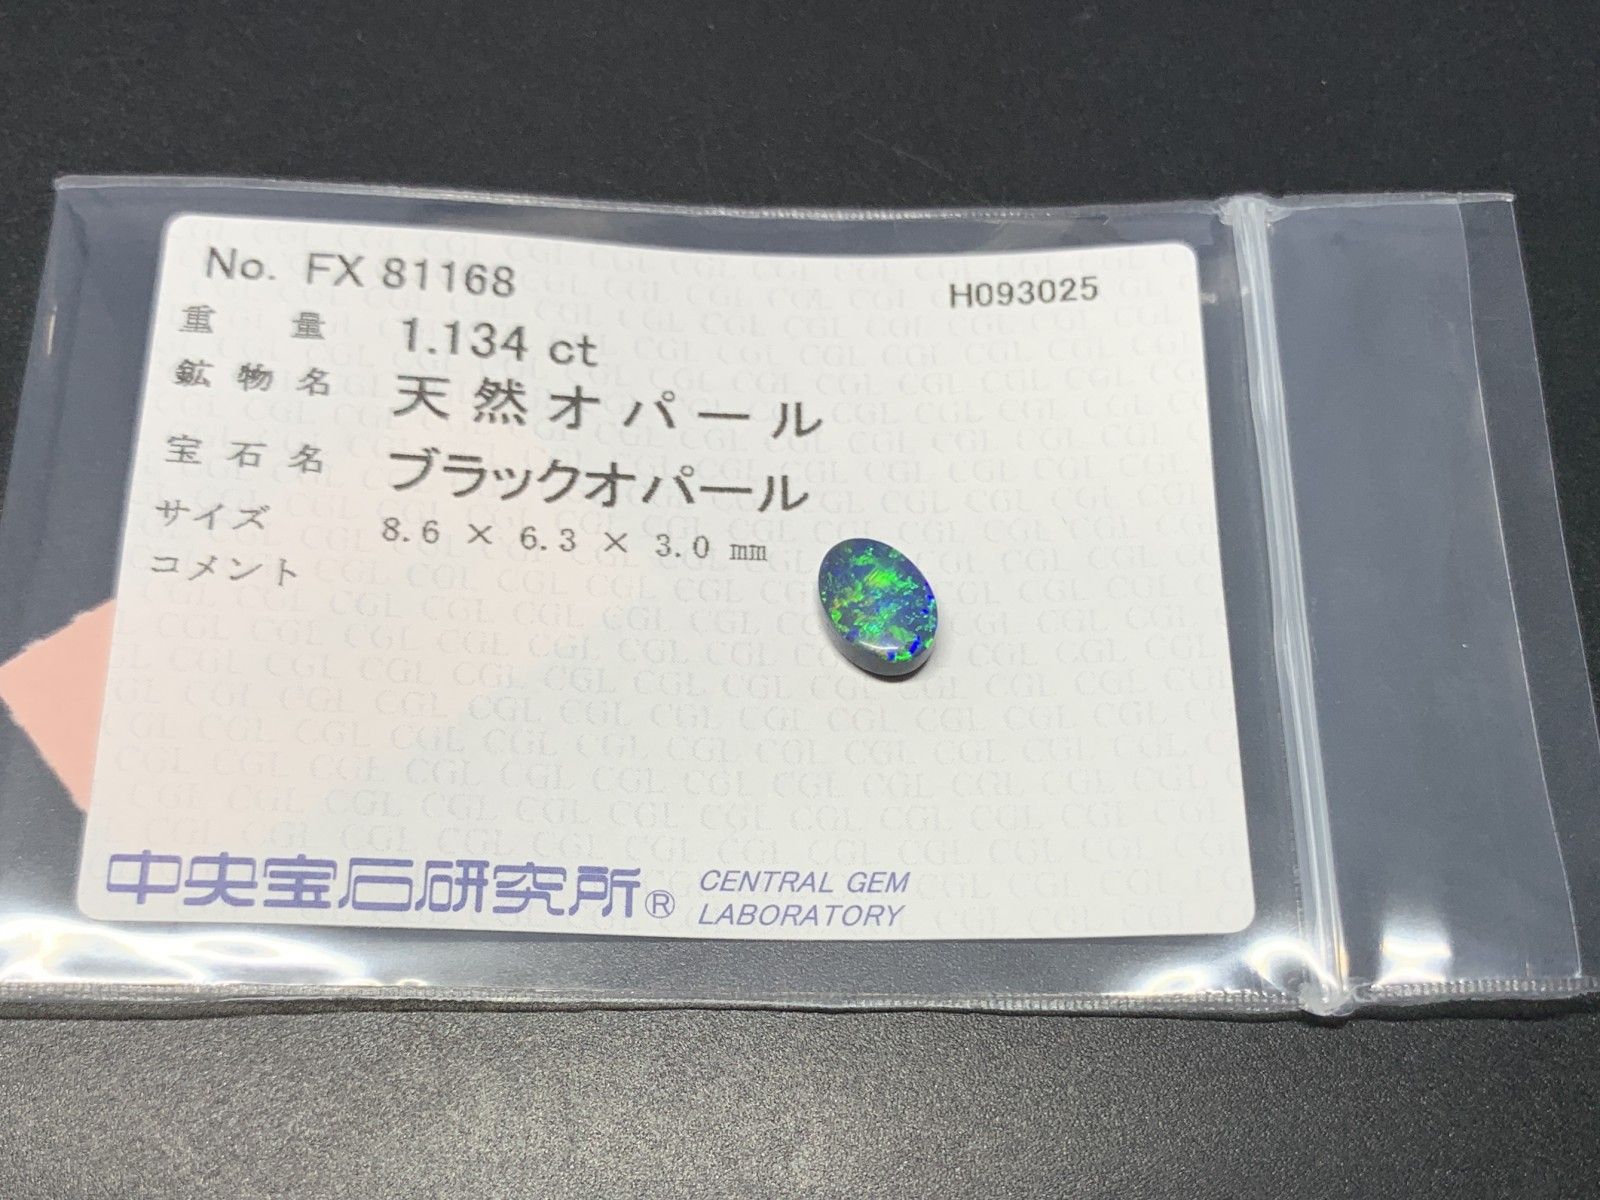 No. FX 81168 H093025
重量 1.134 ct
鉱物名 天然オパール
宝石名 ブラックオパール
サイズ 8.6 × 6.3 × 3.0 mm
コメント
中央宝石研究所® CENTRAL GEM
LABORATORY